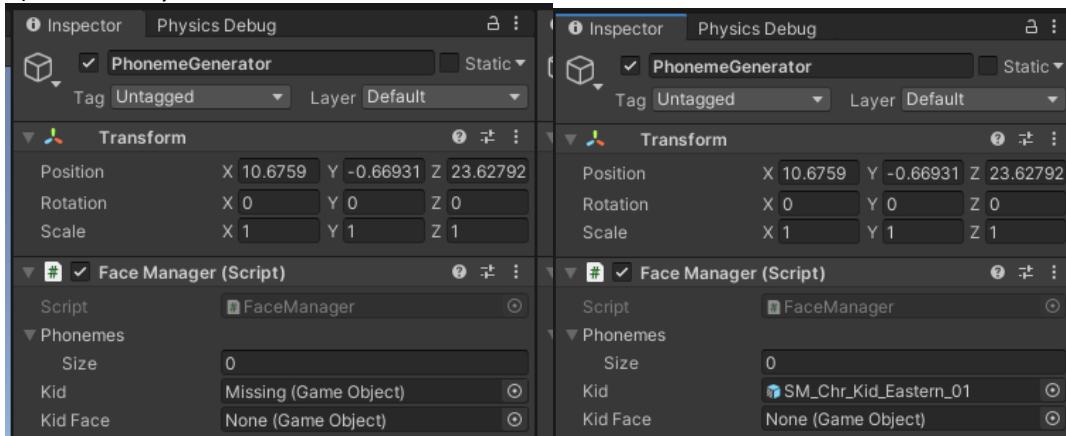 Inspector Physics Debug
PhonemeGenerator Static
Tag Untagged Layer Default
Transform
Position X 10.6759 Y -0.66931 Z 23.62792
Rotation X 0 Y 0 Z 0
Scale X 1 Y 1 Z 1
# Face Manager (Script)
Script # FaceManager
Phonemes
Size 0
Kid Missing (Game Object)
Kid Face None (Game Object)
Inspector Physics Debug
PhonemeGenerator Static
Tag Untagged Layer Default
Transform
Position X 10.6759 Y -0.66931 Z 23.62792
Rotation X 0 Y 0 Z 0
Scale X 1 Y 1 Z 1
# Face Manager (Script)
Script # FaceManager
Phonemes
Size 0
Kid SM_Chr_Kid_Eastern_01
Kid Face None (Game Object)